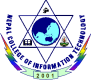 NEPAL COLLEGE OF INFORMATION TECHNOLOGY
2001